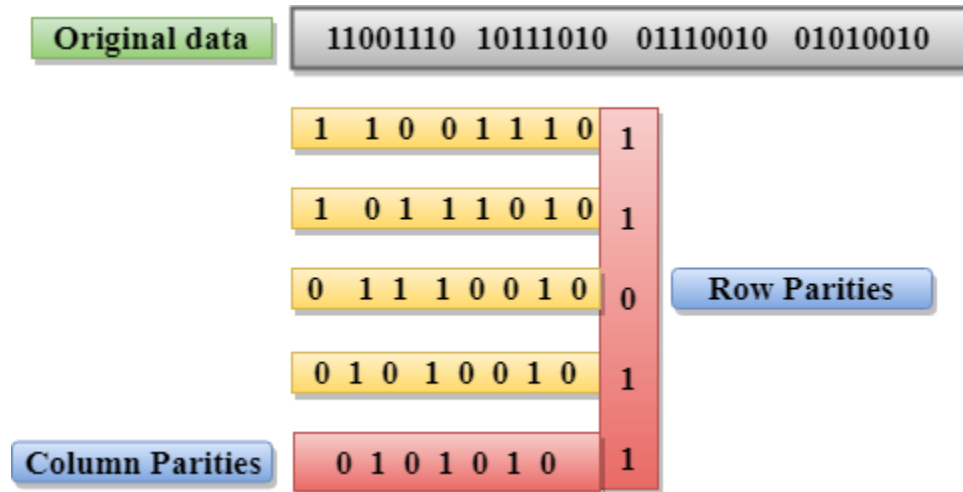 Original data
11001110 10111010 01110010 01010010
1 1 0 0 1 1 1 0 1
1 0 1 1 1 0 1 0 1
0 1 1 1 0 0 1 0 0
Row Parities
0 1 0 1 0 0 1 0 1
Column Parities
0 1 0 1 0 1 0 1